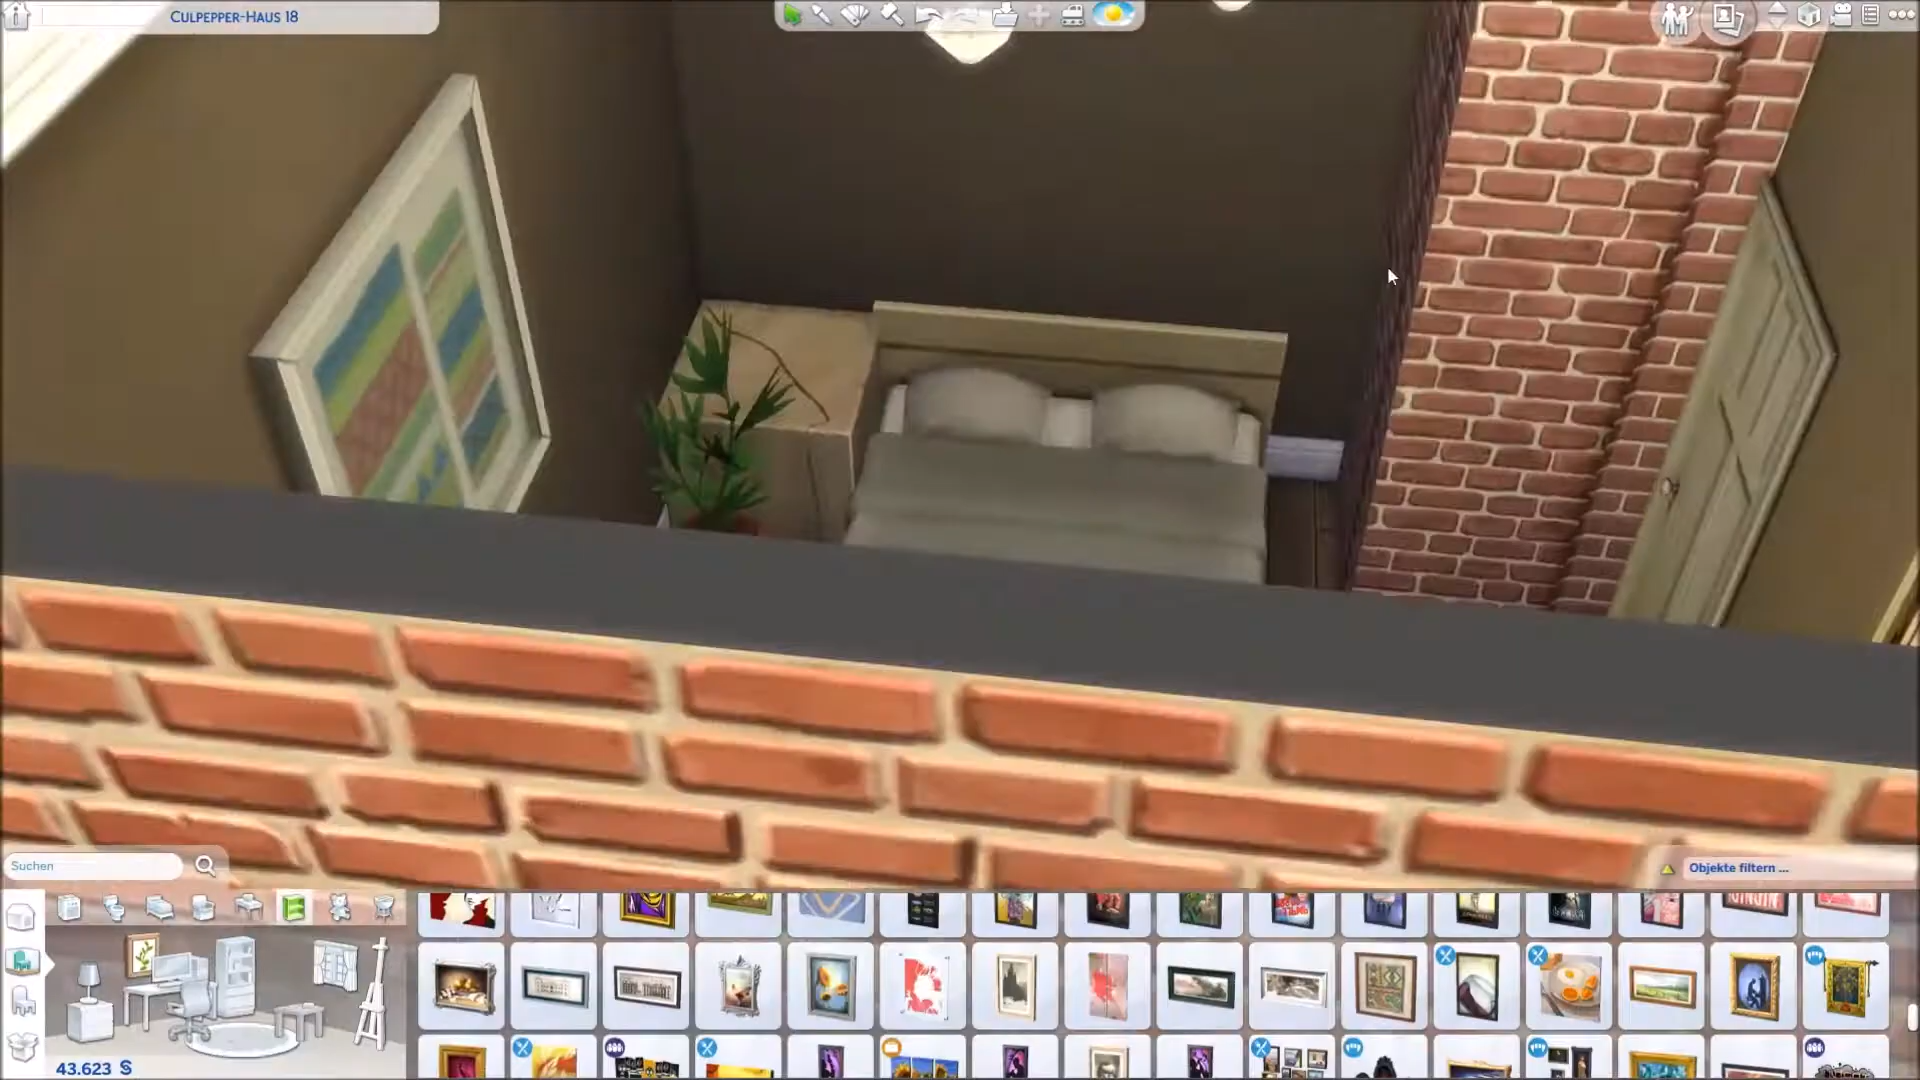 Culpepper-Haus 18
Suchen
Objekte filtern ...
43.623 S